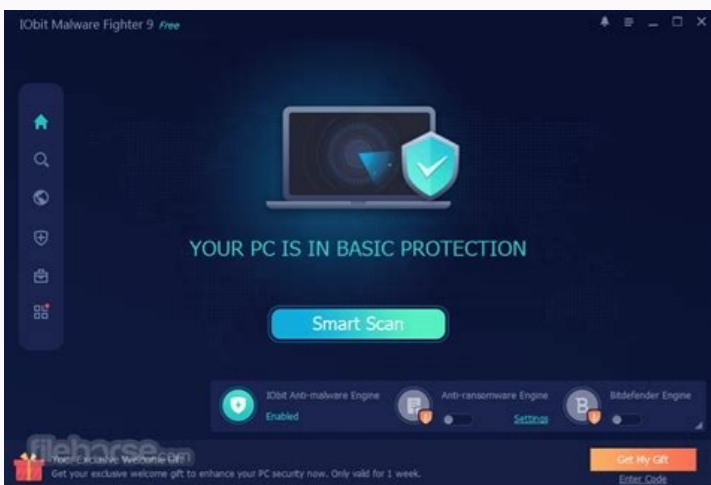 IObit Malware Fighter 9 Free
YOUR PC IS IN BASIC PROTECTION
Smart Scan
IObit Anti-malware Engine
Enabled
Anti-ransomware Engine
Settings
Bitdefender Engine
filehorse.com
Your Exclusive Welcome Gift
Get your exclusive welcome gift to enhance your PC security now. Only valid for 1 week.
Get My Gift
Enter Code